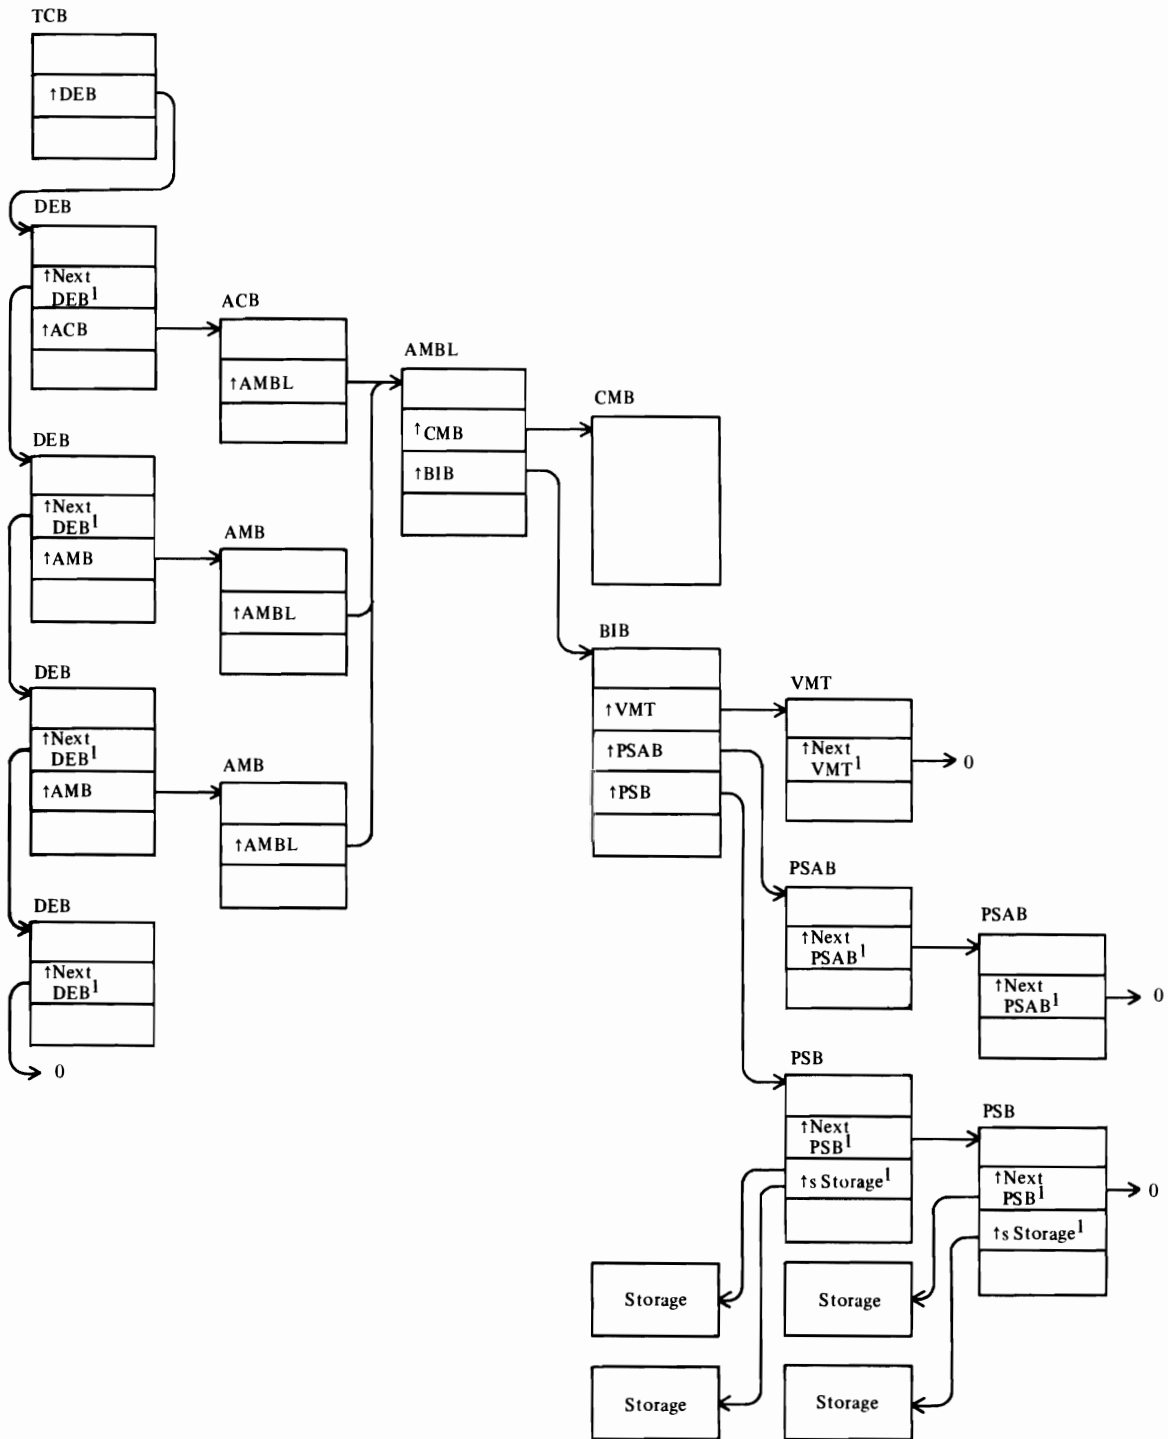 TCB
↑DEB
DEB
↑Next
DEB1
↑ACB
ACB
↑AMBL
AMBL
↑CMB
↑BIB
CMB
DEB
↑Next
DEB1
↑AMB
AMB
↑AMBL
BIB
↑VMT
↑PSAB
↑PSB
VMT
↑Next
VMT1
0
DEB
↑Next
DEB1
↑AMB
AMB
↑AMBL
PSAB
↑Next
PSAB1
PSAB
↑Next
PSAB1
0
DEB
↑Next
DEB1
0
PSB
↑Next
PSB1
↑s Storage1
PSB
↑Next
PSB1
0
↑s Storage1
Storage
Storage
Storage
Storage